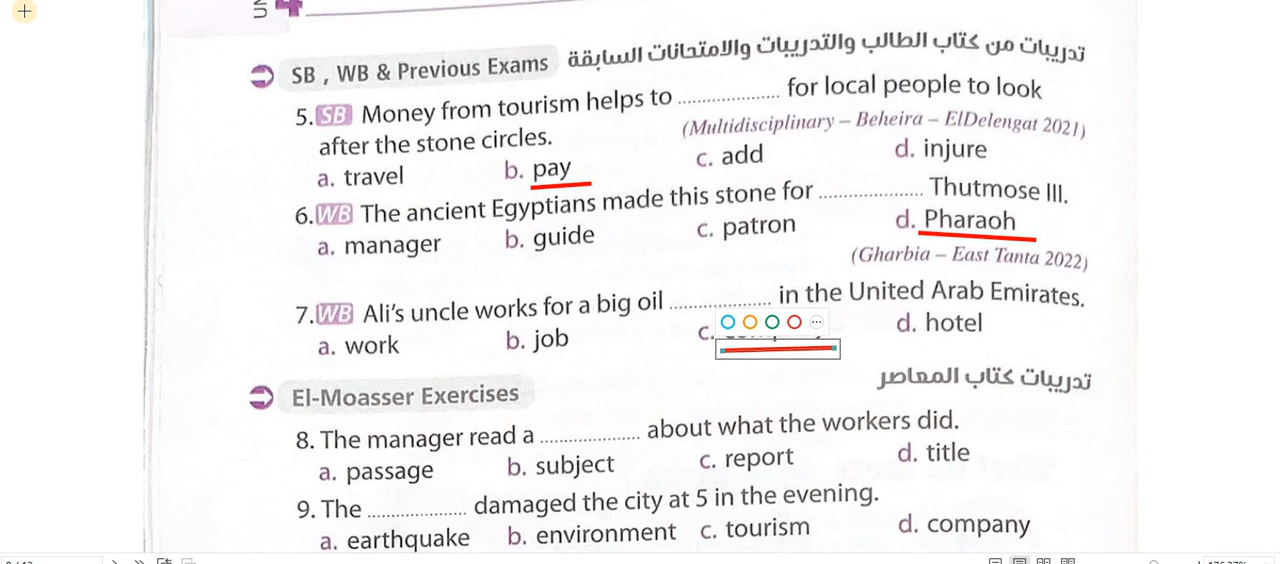 SB , WB & Previous Exams تدريبات من كتاب الطالب والتدريبات والامتحانات السابقة
5. SB Money from tourism helps to .................... for local people to look
after the stone circles. (Multidisciplinary – Beheira – ElDelengat 2021)
a. travel b. pay c. add d. injure
6. WB The ancient Egyptians made this stone for .................... Thutmose III.
a. manager b. guide c. patron d. Pharaoh
(Gharbia – East Tanta 2022)
7. WB Ali's uncle works for a big oil .................... in the United Arab Emirates.
a. work b. job c. d. hotel
El-Moasser Exercises تدريبات كتاب المعاصر
8. The manager read a .................... about what the workers did.
a. passage b. subject c. report d. title
9. The .................... damaged the city at 5 in the evening.
a. earthquake b. environment c. tourism d. company